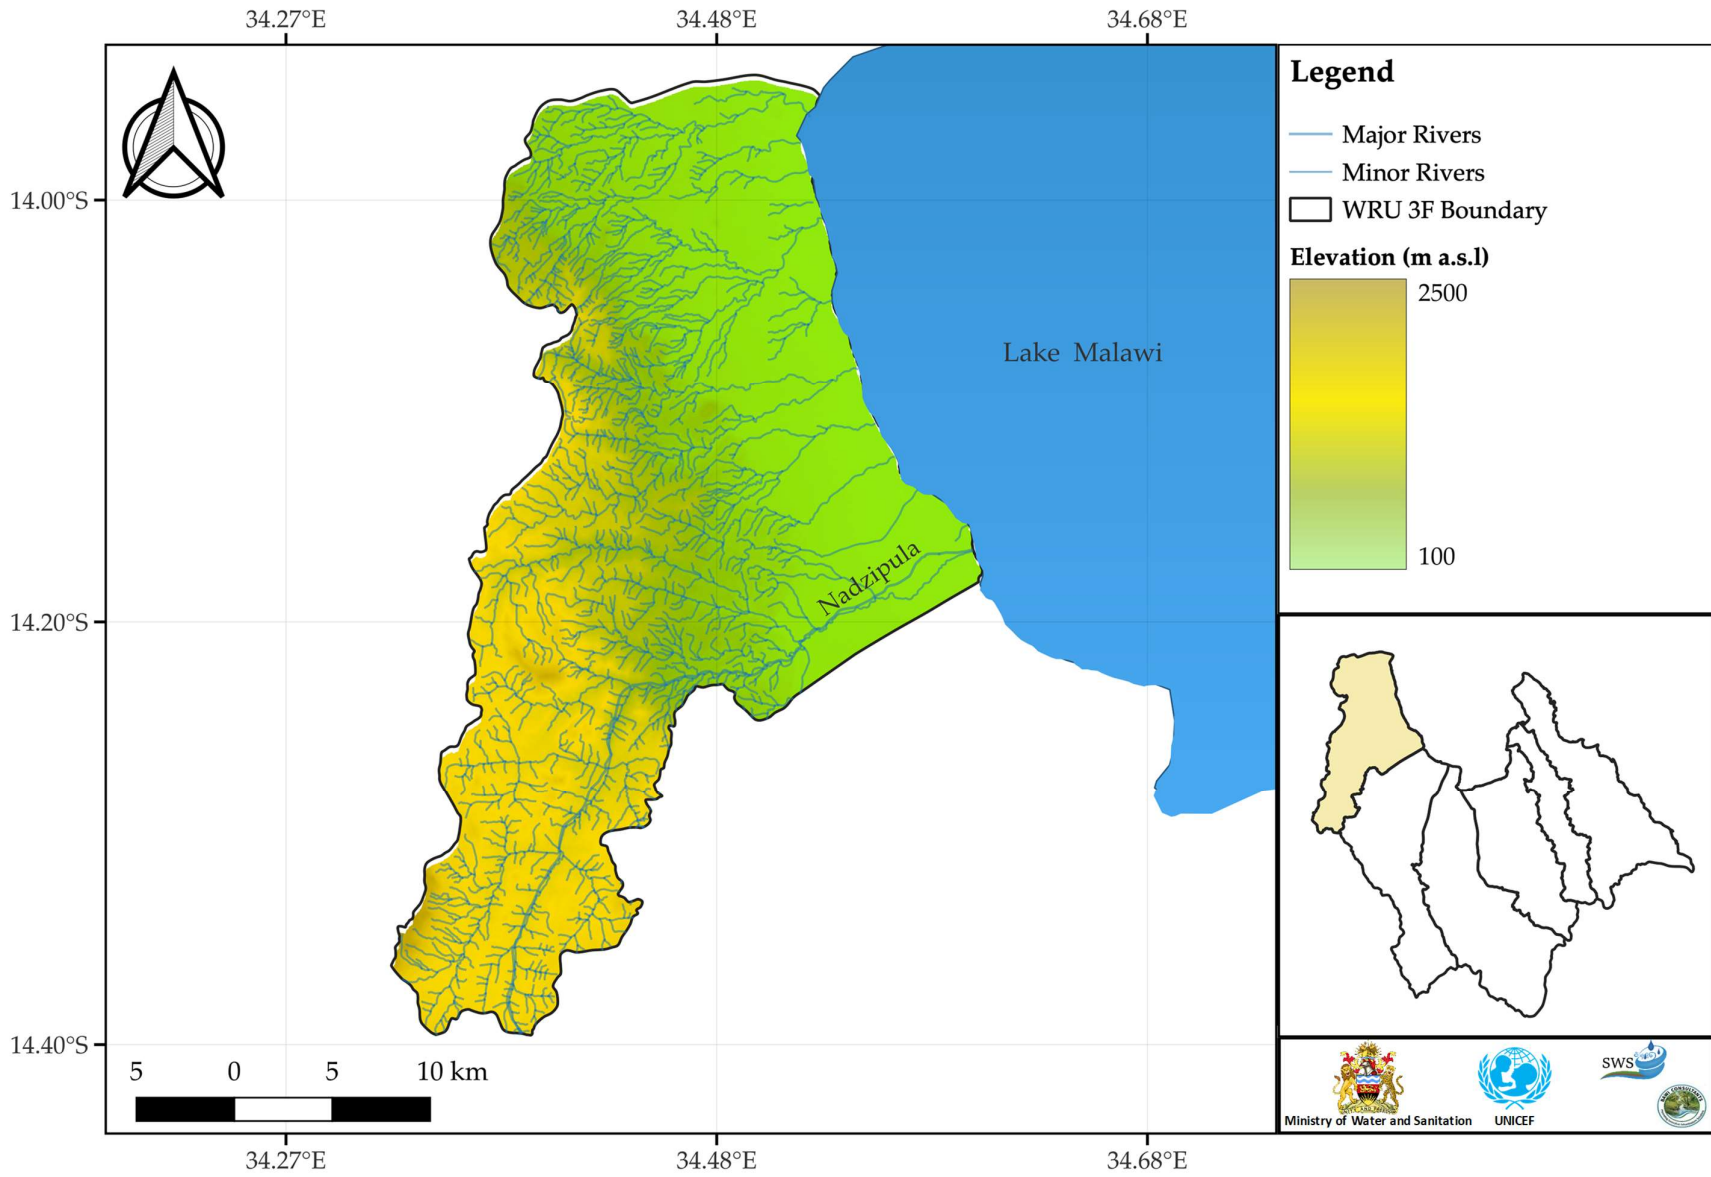 34.27°E
34.48°E
34.68°E
14.00°S
14.20°S
14.40°S
Lake Malawi
Nadzipula
5 0 5 10 km
34.27°E
34.48°E
34.68°E
Legend
Major Rivers
Minor Rivers
WRU 3F Boundary
Elevation (m a.s.l)
2500
100
SWS
Ministry of Water and Sanitation
UNICEF